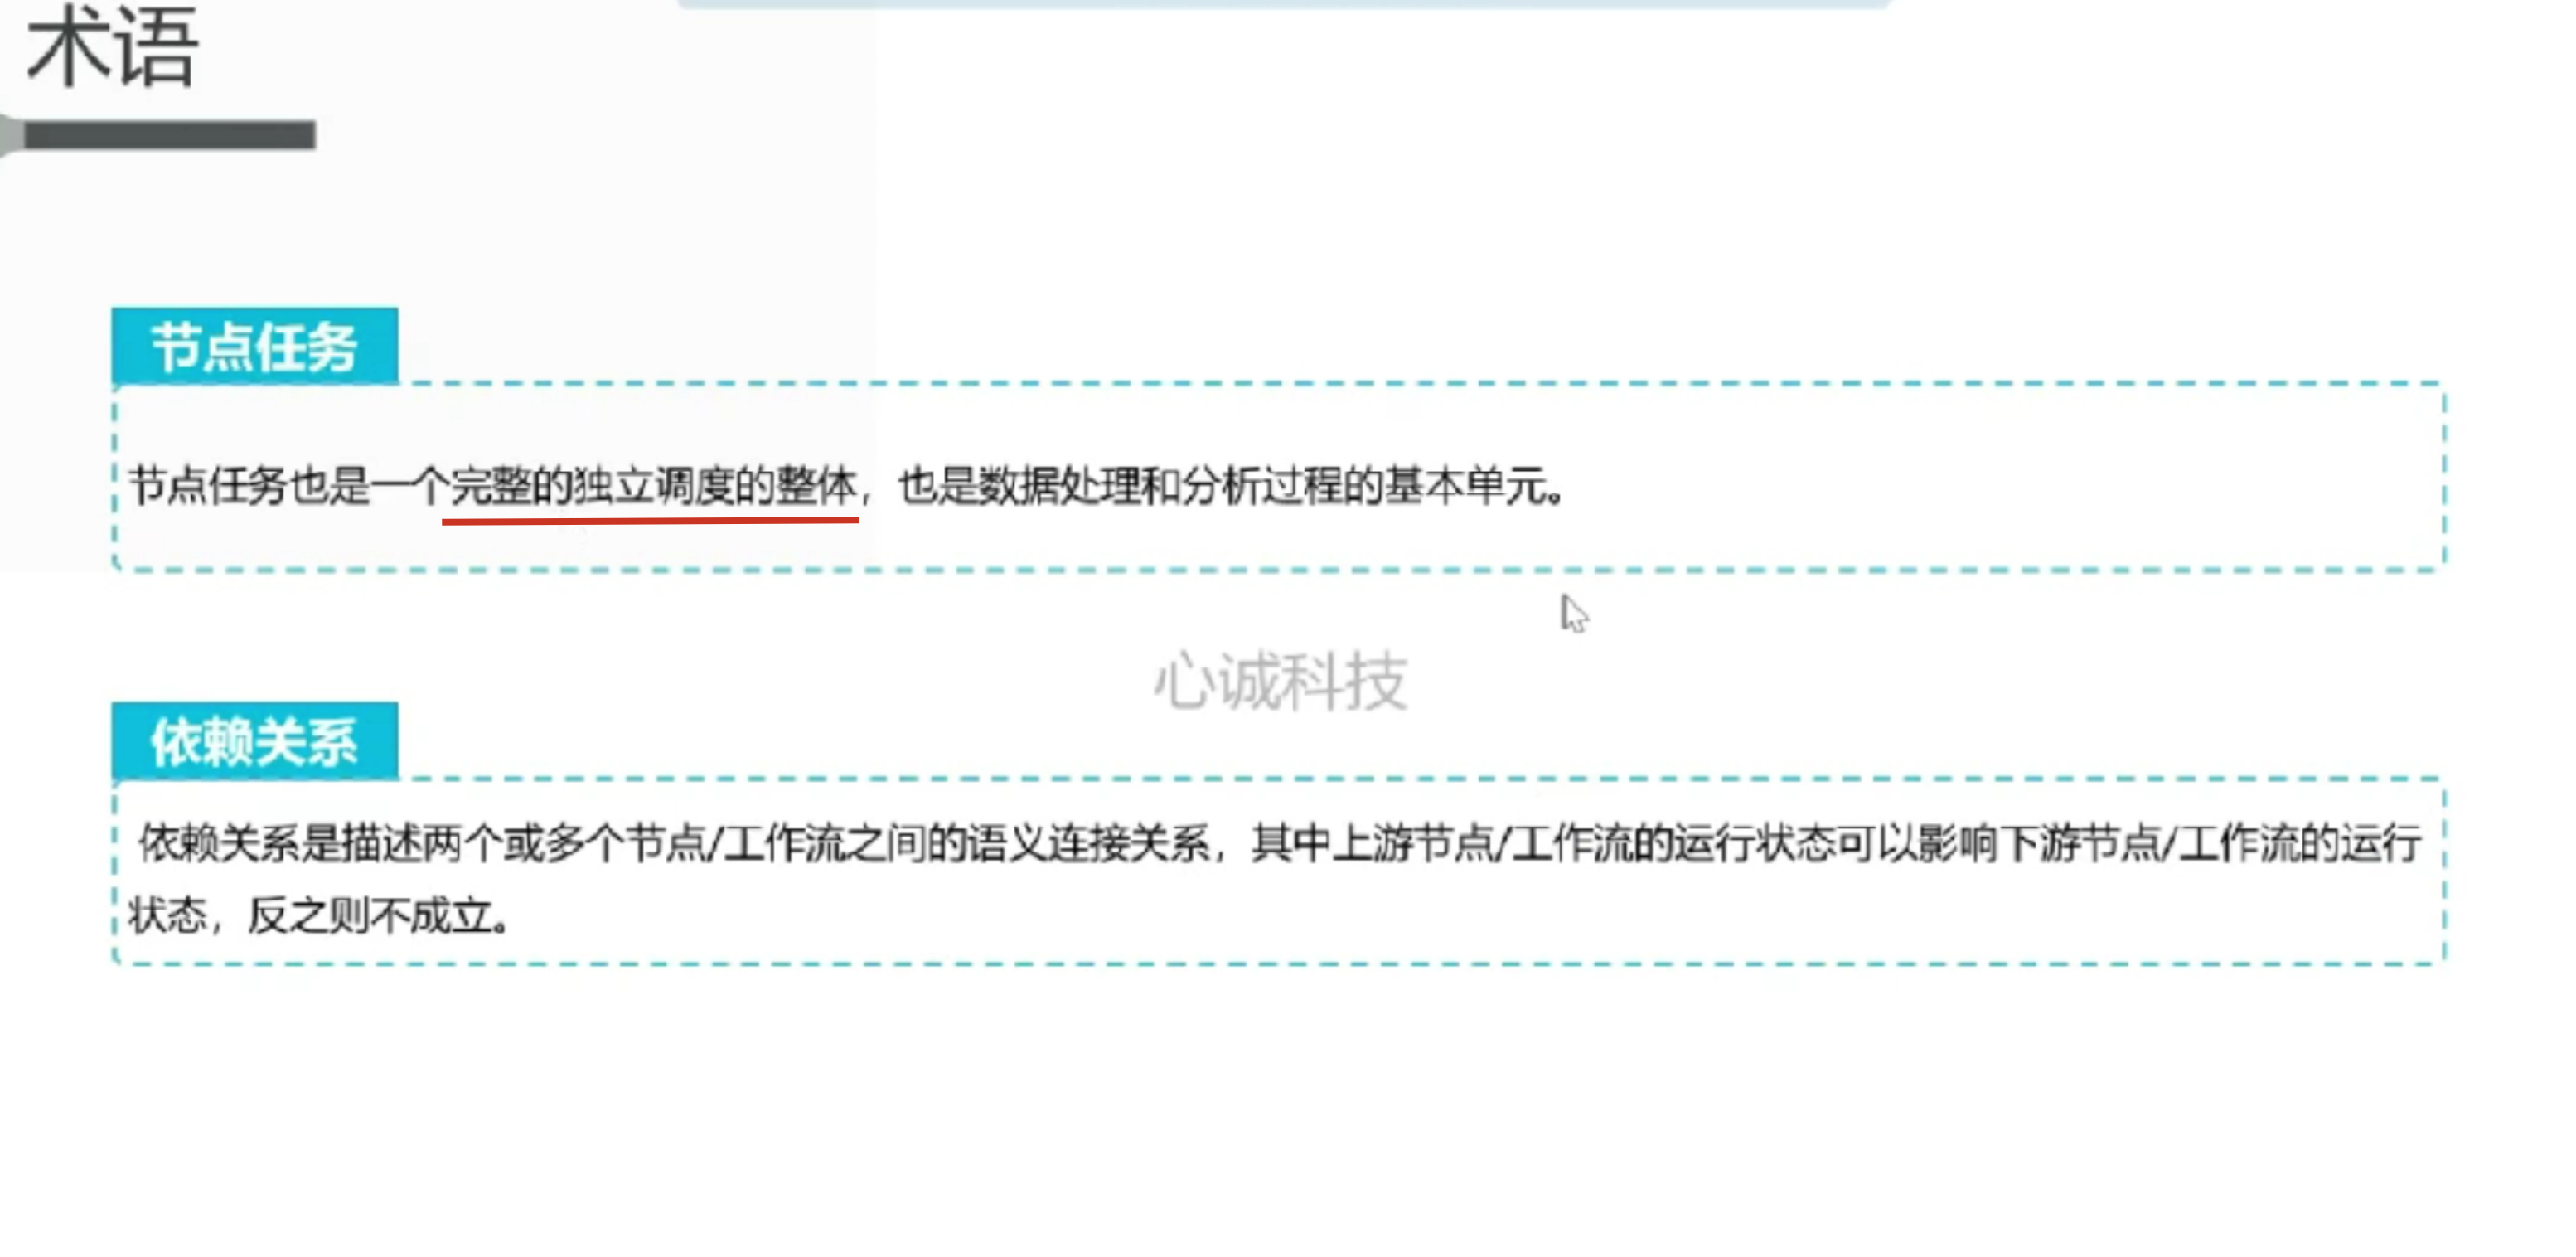 术语
节点任务
节点任务也是一个完整的独立调度的整体，也是数据处理和分析过程的基本单元。
心诚科技
依赖关系
依赖关系是描述两个或多个节点/工作流之间的语义连接关系，其中上游节点/工作流的运行状态可以影响下游节点/工作流的运行
状态，反之则不成立。